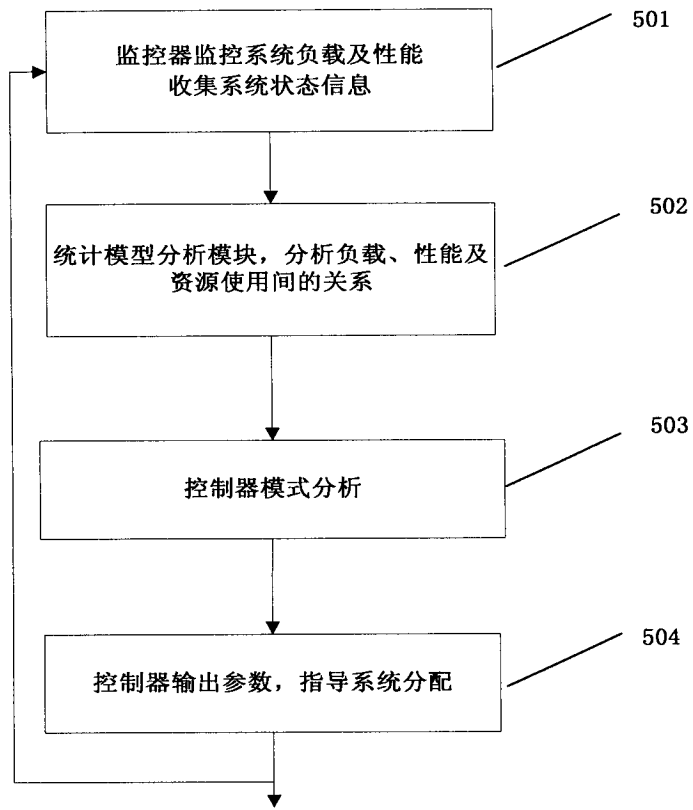 监控器监控系统负载及性能
收集系统状态信息
501
统计模型分析模块，分析负载、性能及
资源使用间的关系
502
控制器模式分析
503
控制器输出参数，指导系统分配
504